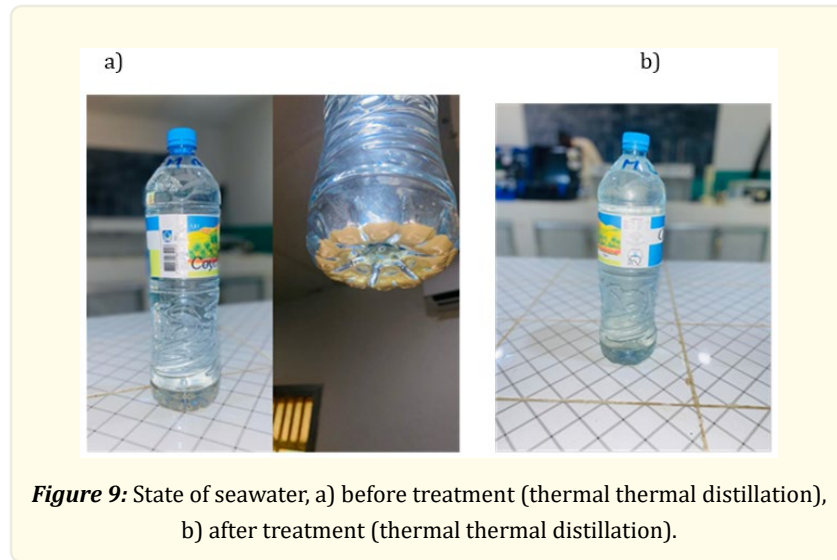 a)
b)
Figure 9: State of seawater, a) before treatment (thermal thermal distillation),
b) after treatment (thermal thermal distillation).